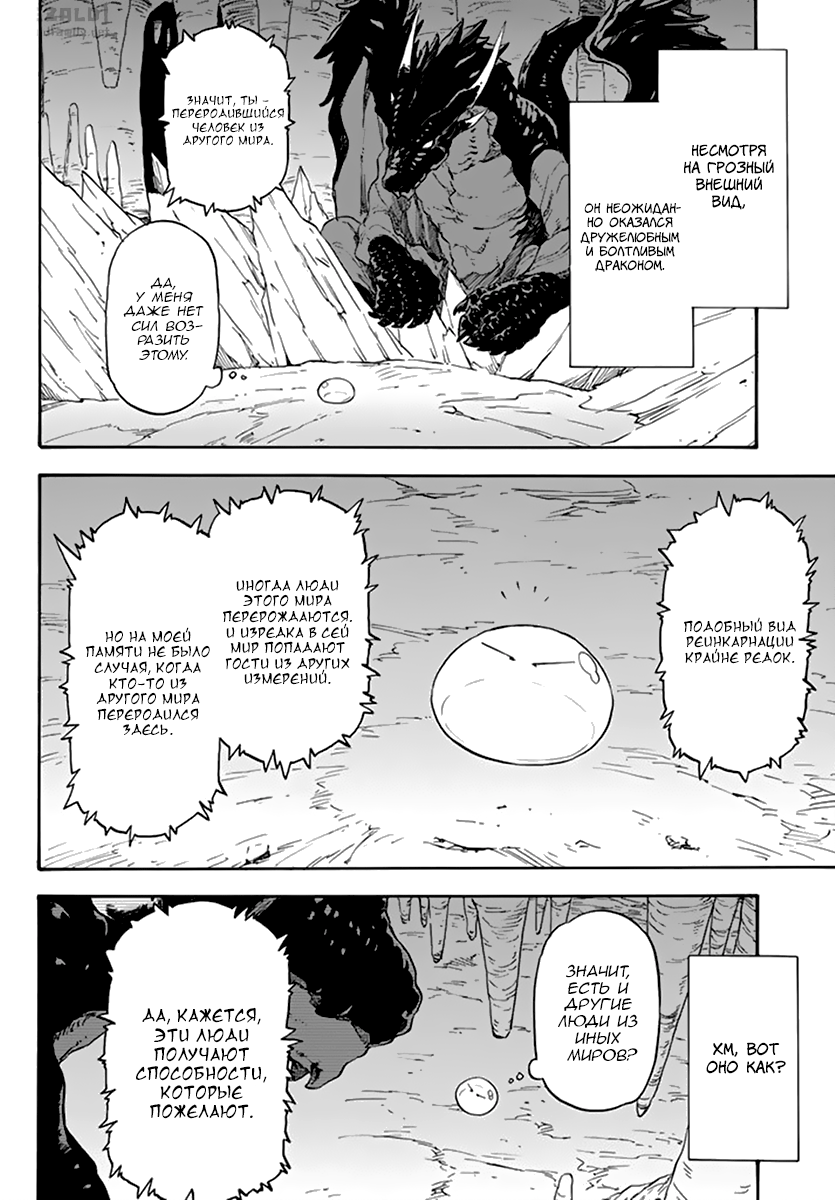 НЕСМОТРЯ
НА ГРОЗНЫЙ
ВНЕШНИЙ
ВИД,
ОН НЕОЖИДАН-
НО ОКАЗАЛСЯ
ДРУЖЕЛЮБНЫМ
И БОЛТЛИВЫМ
ДРАКОНОМ.
ЗНАЧИТ, ТЫ -
ПЕРЕРОДИВШИЙСЯ
ЧЕЛОВЕК ИЗ
ДРУГОГО МИРА.
ДА,
У МЕНЯ
ДАЖЕ НЕТ
СИЛ ВОЗ-
РАЗИТЬ
ЭТОМУ.
ПОДОБНЫЙ ВИД
РЕИНКАРНАЦИИ
КРАЙНЕ РЕДОК.
ИНОГДА ЛЮДИ
ЭТОГО МИРА
ПЕРЕРОЖДАЮТСЯ.
И ИЗРЕДКА В СЕЙ
МИР ПОПАДАЮТ
ГОСТИ ИЗ ДРУГИХ
ИЗМЕРЕНИЙ.
НО НА МОЕЙ
ПАМЯТИ НЕ БЫЛО
СЛУЧАЯ, КОГДА
КТО-ТО ИЗ
ДРУГОГО МИРА
ПЕРЕРОДИЛСЯ
ЗДЕСЬ.
ХМ, ВОТ
ОНО КАК?
ЗНАЧИТ,
ЕСТЬ И
ДРУГИЕ
ЛЮДИ ИЗ
ИНЫХ
МИРОВ?
ДА, КАЖЕТСЯ,
ЭТИ ЛЮДИ
ПОЛУЧАЮТ
СПОСОБНОСТИ,
КОТОРЫЕ
ПОЖЕЛАЮТ.